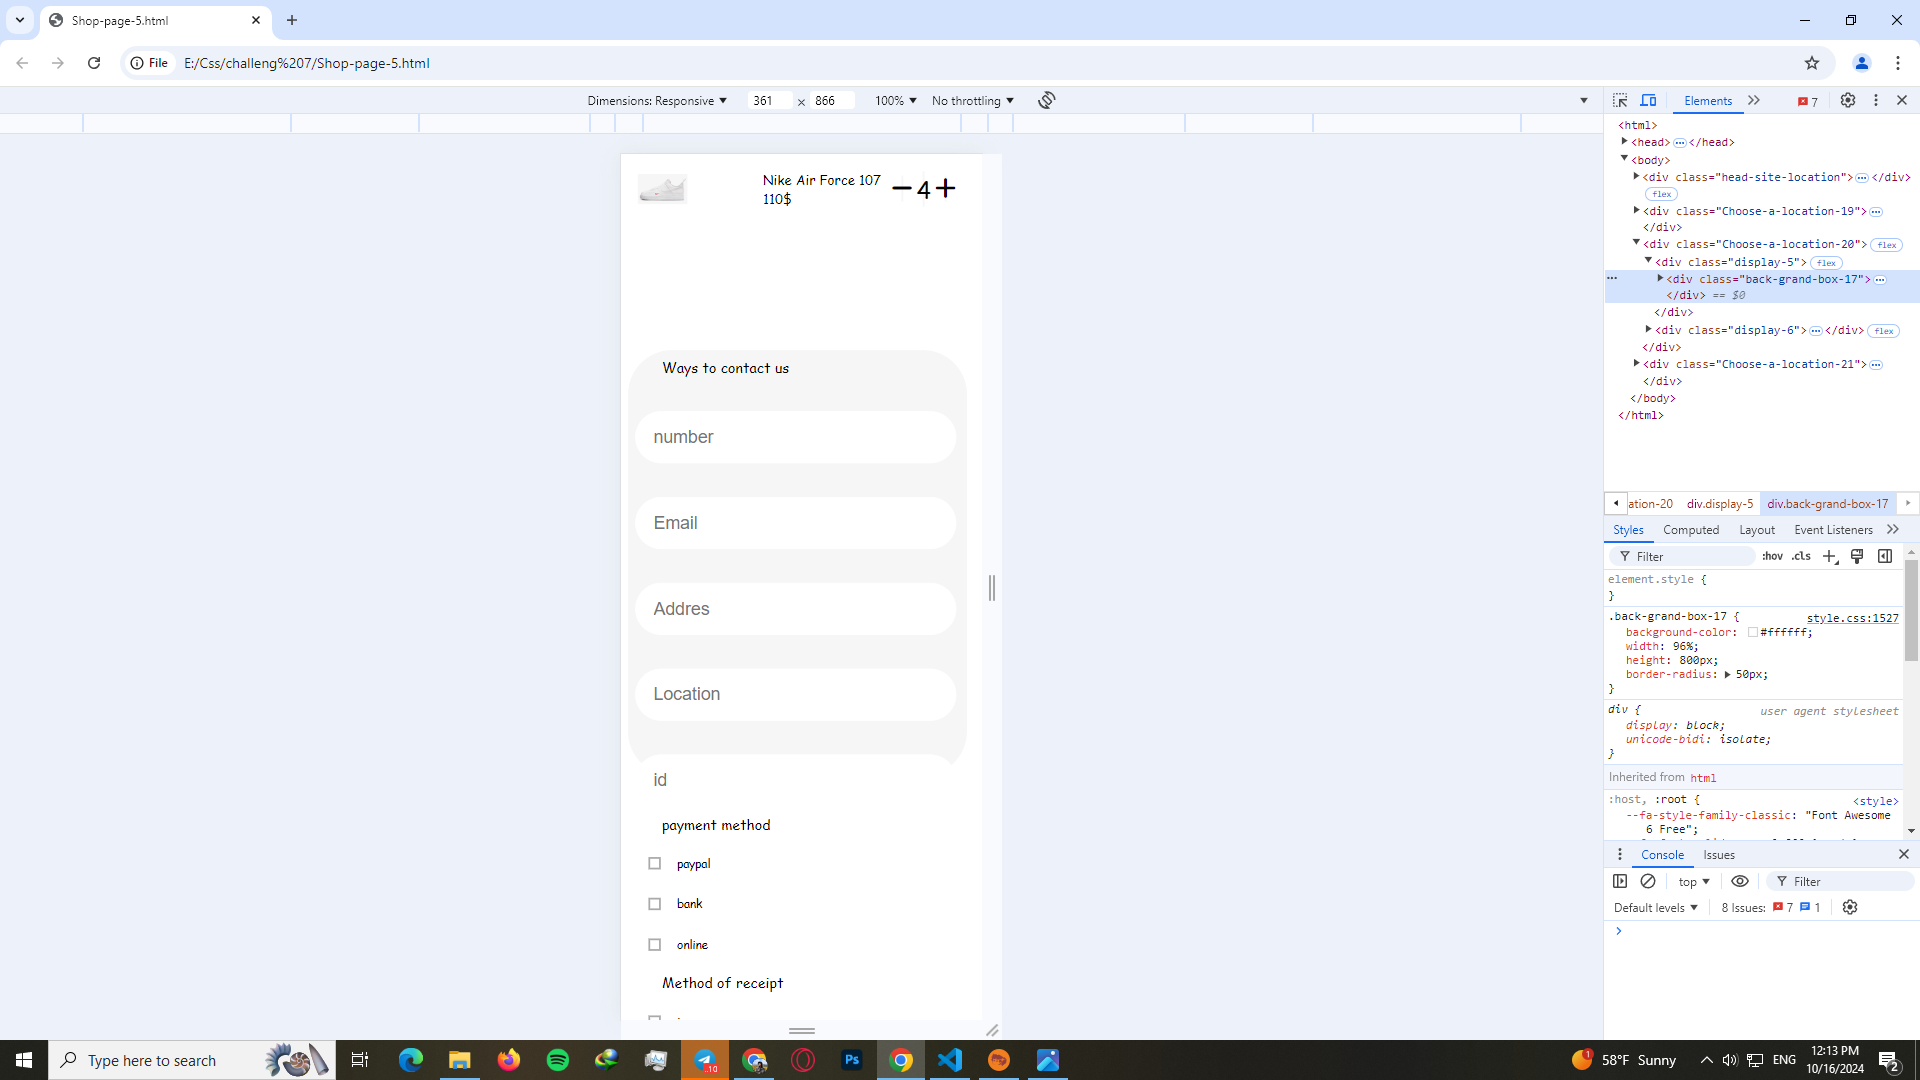 Shop-page-5.html
File
E:/Css/challeng%207/Shop-page-5.html
Dimensions: Responsive
361
×
866
100%
No throttling
Elements
7
<html>
<head>
</head>
<body>
<div class="head-site-location">
</div>
flex
<div class="Choose-a-location-19">
</div>
<div class="Choose-a-location-20">
flex
<div class="display-5">
flex
<div class="back-grand-box-17">
</div> == $0
</div>
<div class="display-6">
</div>
flex
</div>
<div class="Choose-a-location-21">
</div>
</body>
</html>
ation-20
div.display-5
div.back-grand-box-17
Styles
Computed
Layout
Event Listeners
Filter
:hov
.cls
element.style {
}
.back-grand-box-17 {
style.css:1527
background-color: #ffffff;
width: 96%;
height: 800px;
border-radius: 50px;
}
div {
user agent stylesheet
display: block;
unicode-bidi: isolate;
}
Inherited from html
:host, :root {
<style>
--fa-style-family-classic: "Font Awesome
6 Free";
Console
Issues
top
Filter
Default levels
8 Issues:
7
1
Nike Air Force 107
110$
4
Ways to contact us
number
Email
Addres
Location
id
payment method
paypal
bank
online
Method of receipt
Type here to search
Ps
..10
1
58°F Sunny
ENG
12:13 PM
10/16/2024
2